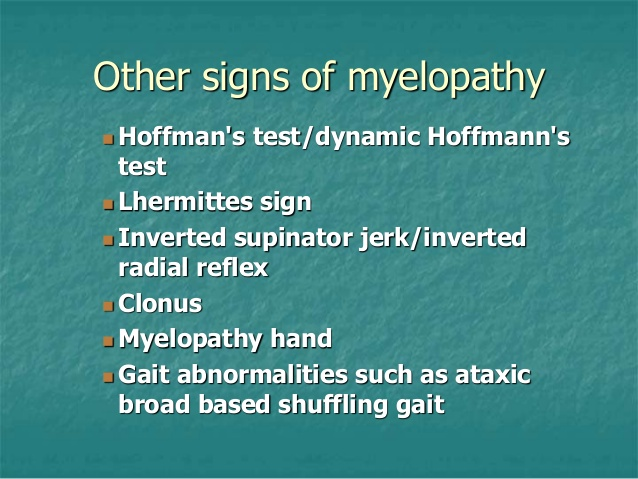 Other signs of myelopathy
Hoffman's test/dynamic Hoffmann's
test
Lhermittes sign
Inverted supinator jerk/inverted
radial reflex
Clonus
Myelopathy hand
Gait abnormalities such as ataxic
broad based shuffling gait